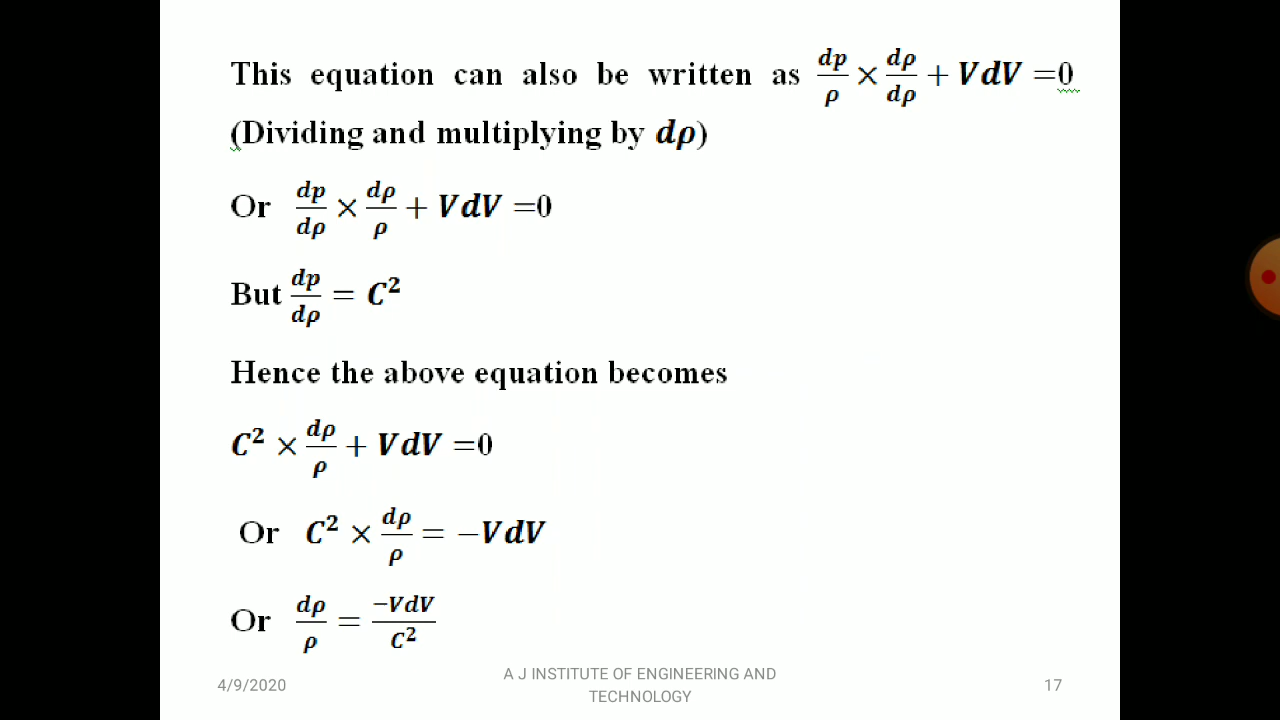 This equation can also be written as dp/ρ × dρ/dρ + VdV =0
(Dividing and multiplying by dρ)
Or dp/dρ × dρ/ρ + VdV =0
But dp/dρ = C²
Hence the above equation becomes
C² × dρ/ρ + VdV =0
Or C² × dρ/ρ = −VdV
Or dρ/ρ = −VdV/C²
4/9/2020
A J INSTITUTE OF ENGINEERING AND
TECHNOLOGY
17